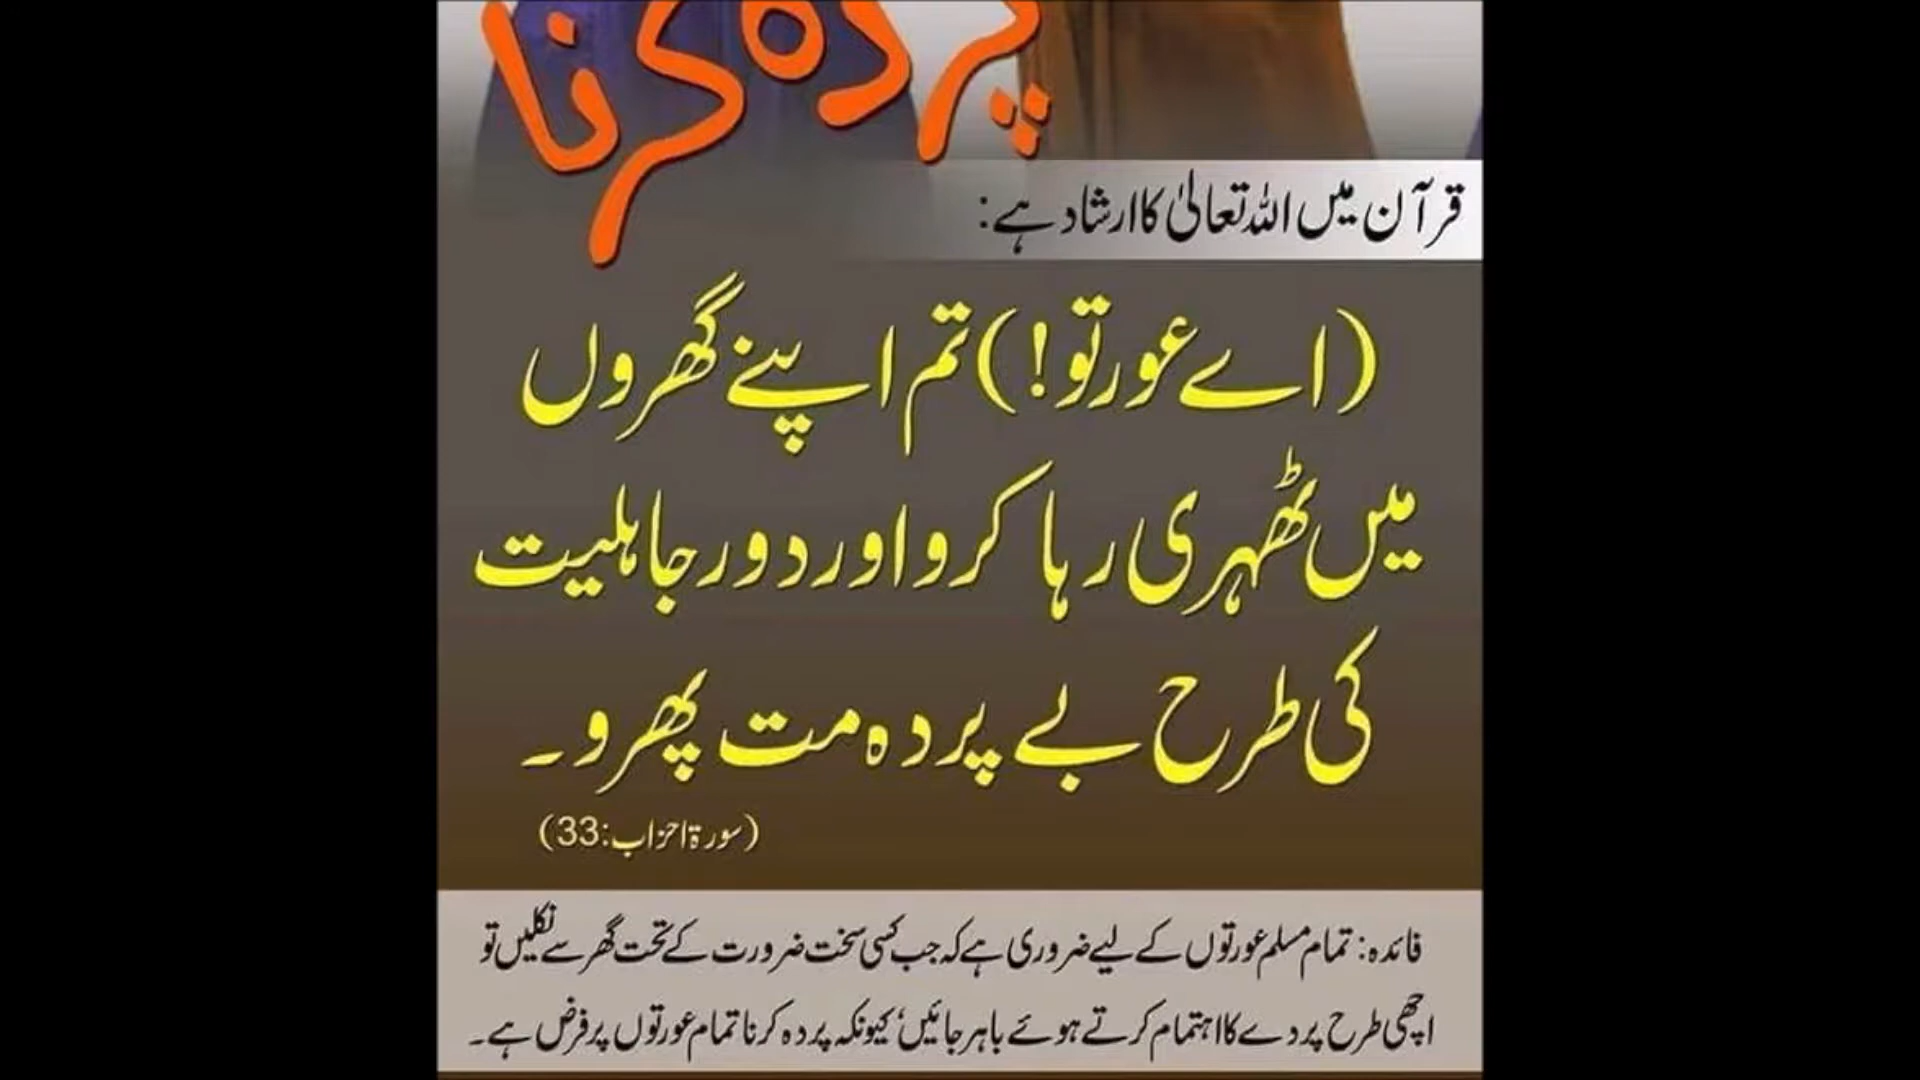 پردہ کرنا
قرآن میں اللہ تعالیٰ کا ارشاد ہے:
(اے عورتو!) تم اپنے گھروں
میں ٹھہری رہا کرو اور دور جاہلیت
کی طرح بے پردہ مت پھرو۔
(سورۃ احزاب:33)
فائدہ: تمام مسلم عورتوں کے لیے ضروری ہے کہ جب کسی سخت ضرورت کے تحت گھر سے نکلیں تو
اچھی طرح پردے کا اہتمام کرتے ہوئے باہر جائیں، کیونکہ پردہ کرنا تمام عورتوں پر فرض ہے۔